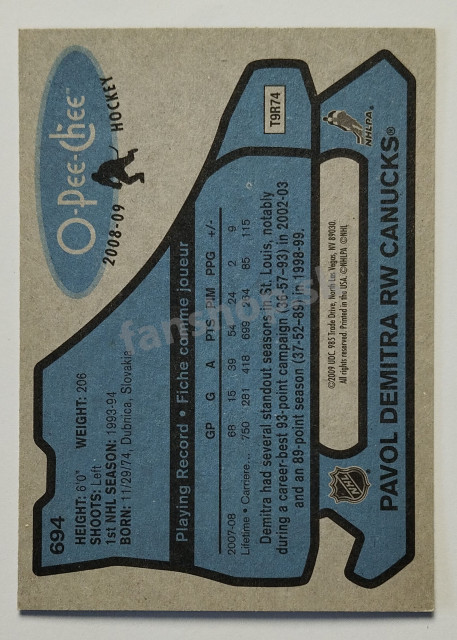 694
O-Pee-Chee™
2008-09 HOCKEY
HEIGHT: 6'0" WEIGHT: 206
SHOOTS: Left
1st NHL SEASON: 1993-94
BORN: 11/29/74, Dubnica, Slovakia
Playing Record • Fiche comme joueur
GP G A PTS PIM PPG +/-
2007-08 68 15 39 54 24 2 9
Lifetime • Carriere... 750 281 418 699 254 85 115
Demitra had several standout seasons in St. Louis, notably
during a career-best 93-point campaign (36-57-93) in 2002-03
and an 89-point season (37-52-89) in 1998-99.
T9R74
©2009 UDC. 985 Trade Drive, North Las Vegas, NV 89030.
All rights reserved. Printed in the USA. ©NHLPA ©NHL
NHL
NHLPA
PAVOL DEMITRA RW CANUCKS®